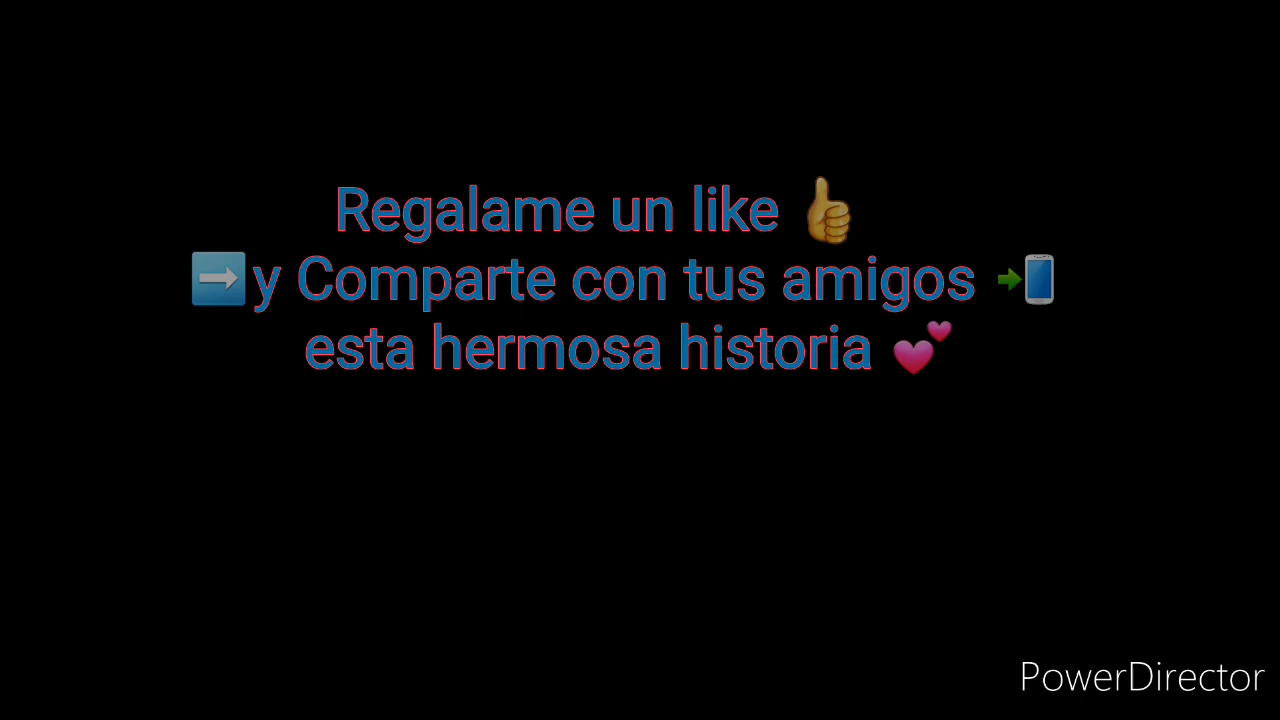 Regalame un like 👍
➡️y Comparte con tus amigos 📲
esta hermosa historia 💕
PowerDirector